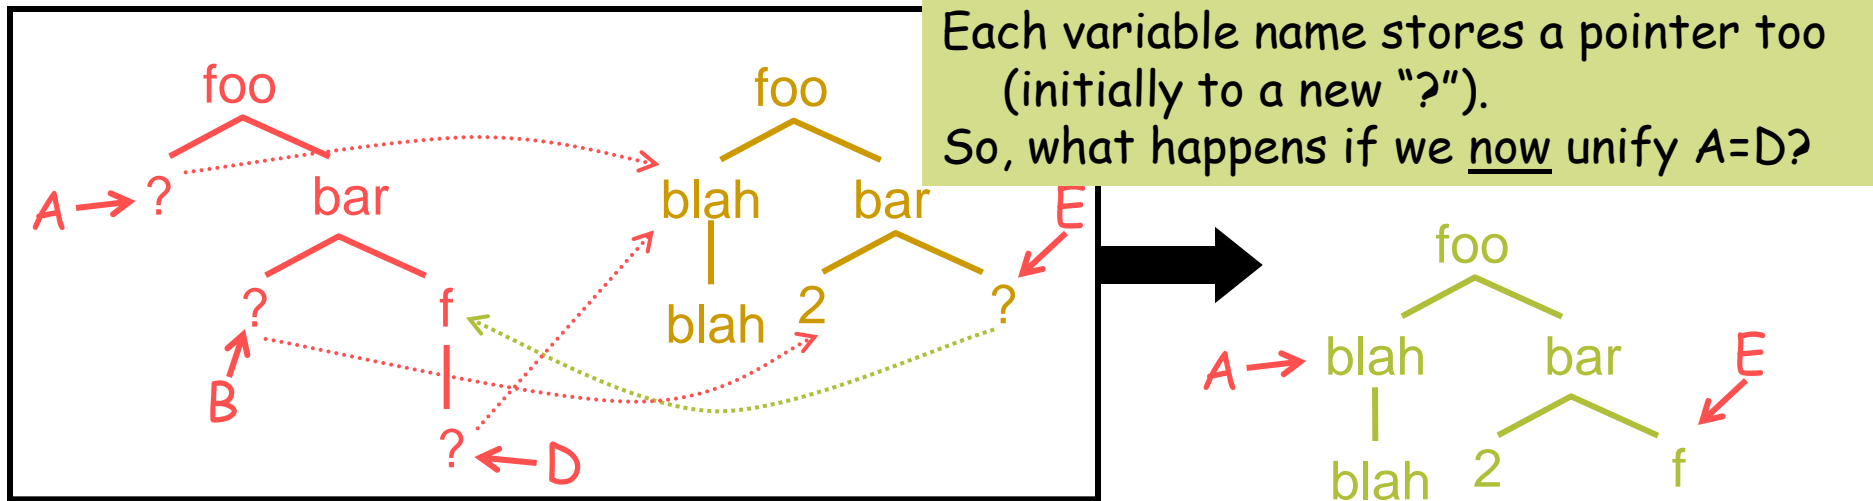 Each variable name stores a pointer too
(initially to a new “?”).
So, what happens if we now unify A=D?
foo
foo
A
?
bar
blah
bar
E
?
f
blah
2
?
B
?
D
foo
A
blah
bar
E
blah
2
f